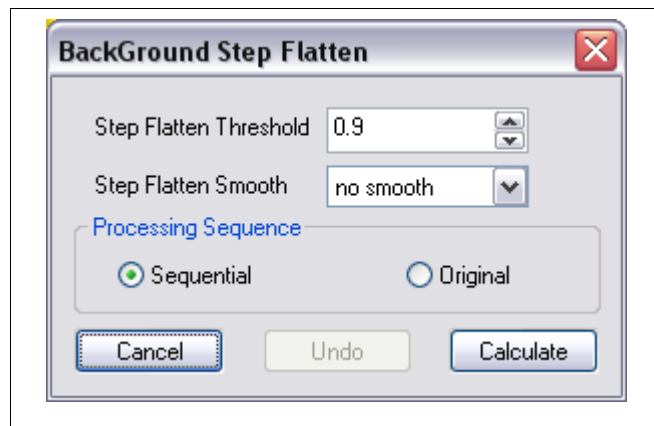 BackGround Step Flatten
Step Flatten Threshold 0.9
Step Flatten Smooth no smooth
Processing Sequence
Sequential Original
Cancel Undo Calculate